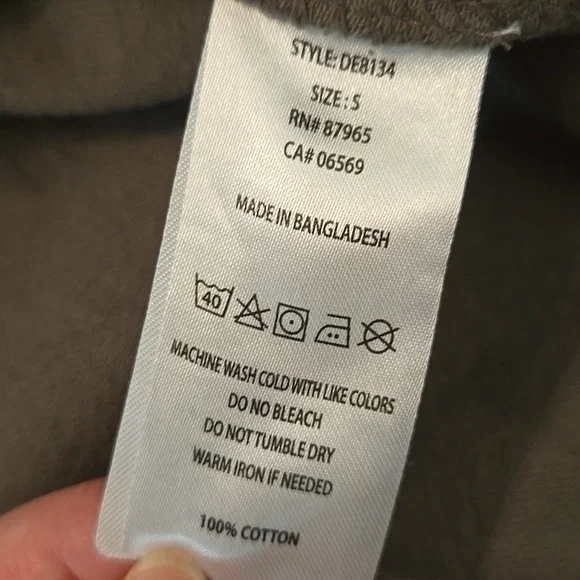 STYLE: DE8134
SIZE : S
RN# 87965
CA# 06569
MADE IN BANGLADESH
40
MACHINE WASH COLD WITH LIKE COLORS
DO NO BLEACH
DO NOT TUMBLE DRY
WARM IRON IF NEEDED
100% COTTON